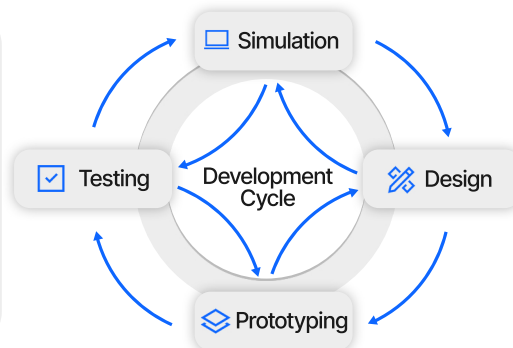 Simulation
Testing
Development
Cycle
Design
Prototyping